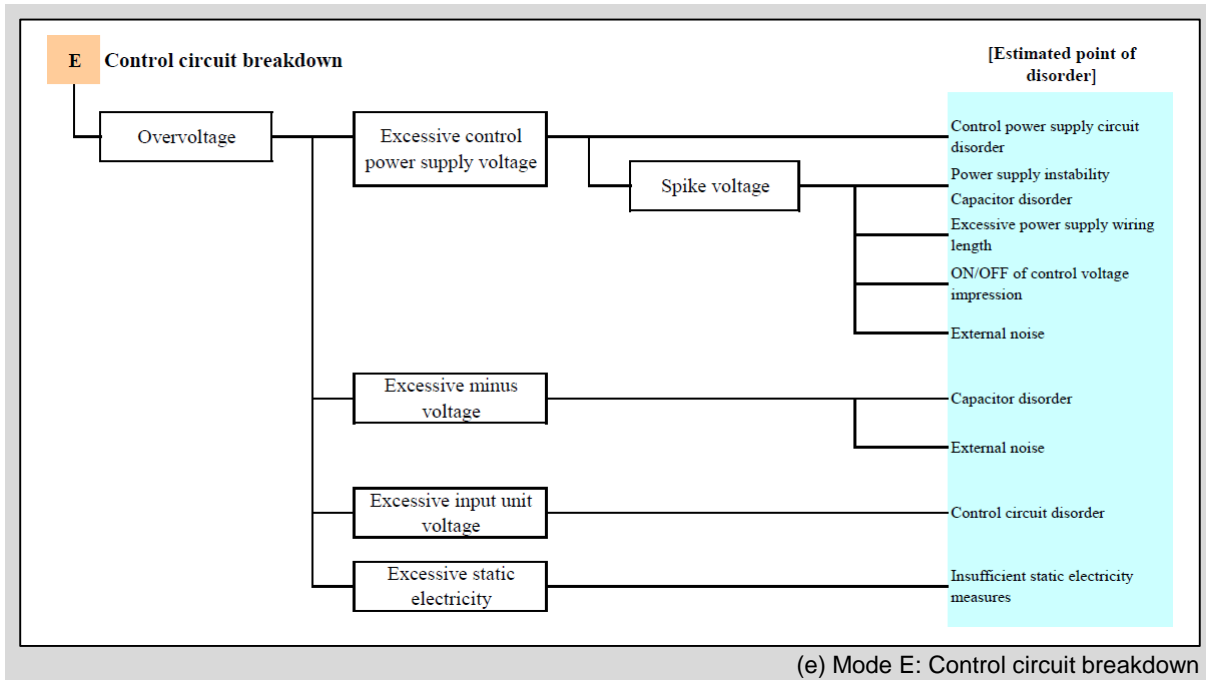 E Control circuit breakdown
[Estimated point of
disorder]
Overvoltage
Excessive control
power supply voltage
Control power supply circuit
disorder
Spike voltage
Power supply instability
Capacitor disorder
Excessive power supply wiring
length
ON/OFF of control voltage
impression
External noise
Excessive minus
voltage
Capacitor disorder
External noise
Excessive input unit
voltage
Control circuit disorder
Excessive static
electricity
Insufficient static electricity
measures
(e) Mode E: Control circuit breakdown